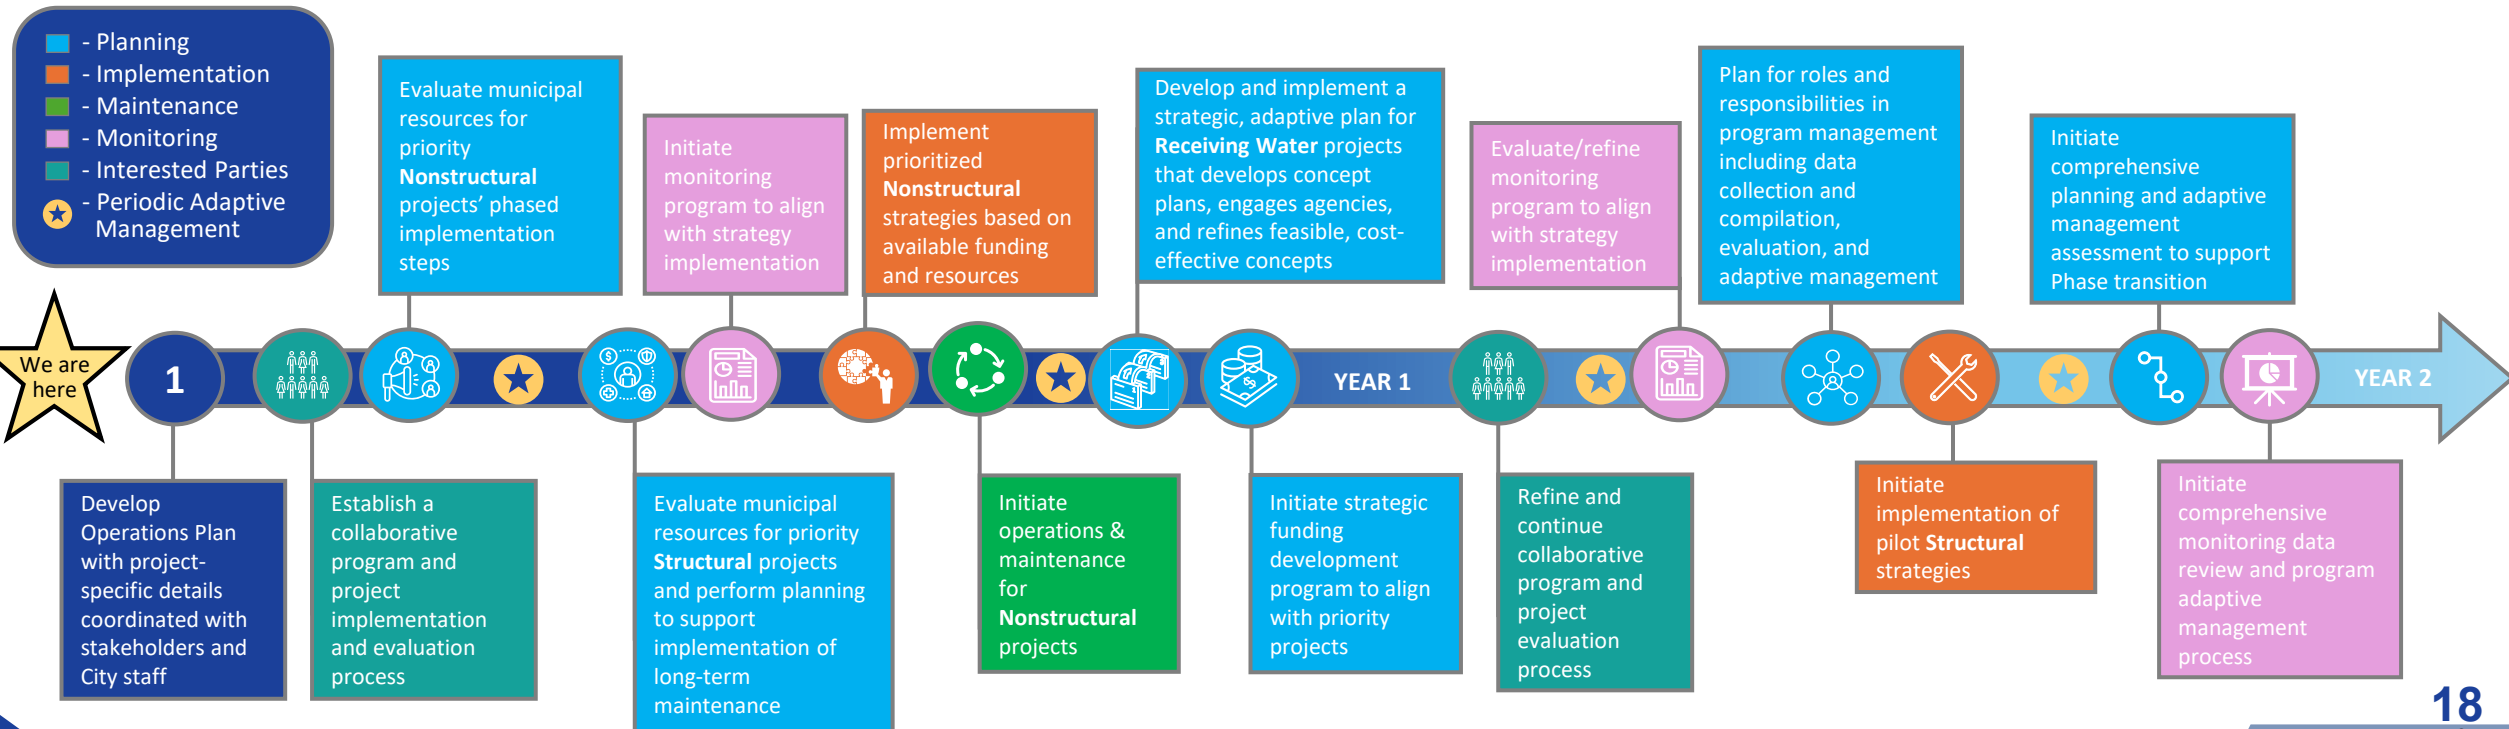 - Planning
- Implementation
- Maintenance
- Monitoring
- Interested Parties
- Periodic Adaptive
Management
We are
here
1
Develop
Operations Plan
with project-
specific details
coordinated with
stakeholders and
City staff
Establish a
collaborative
program and
project
implementation
and evaluation
process
Evaluate municipal
resources for
priority
Nonstructural
projects' phased
implementation
steps
Evaluate municipal
resources for priority
Structural projects
and perform planning
to support
implementation of
long-term
maintenance
Initiate
monitoring
program to align
with strategy
implementation
Implement
prioritized
Nonstructural
strategies based on
available funding
and resources
Initiate
operations &
maintenance
for
Nonstructural
projects
Develop and implement a
strategic, adaptive plan for
Receiving Water projects
that develops concept
plans, engages agencies,
and refines feasible, cost-
effective concepts
Initiate strategic
funding
development
program to align
with priority
projects
YEAR 1
Refine and
continue
collaborative
program and
project
evaluation
process
Evaluate/refine
monitoring
program to align
with strategy
implementation
Plan for roles and
responsibilities in
program management
including data
collection and
compilation,
evaluation, and
adaptive management
Initiate
implementation of
pilot Structural
strategies
Initiate
comprehensive
planning and adaptive
management
assessment to support
Phase transition
Initiate
comprehensive
monitoring data
review and program
adaptive
management
process
YEAR 2
18